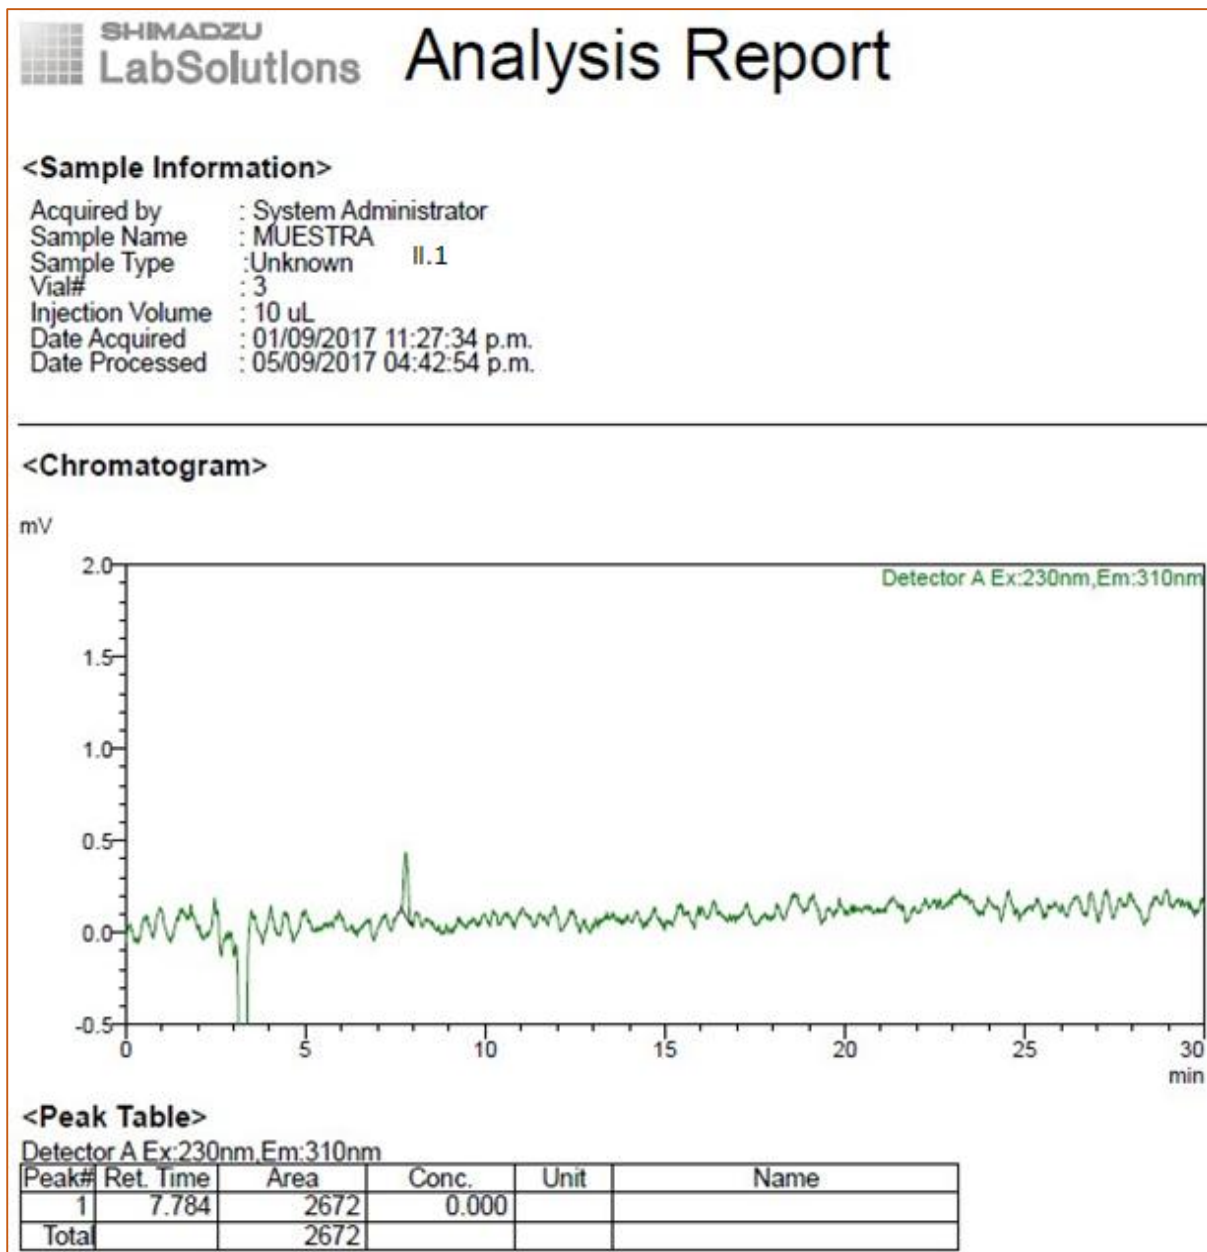 SHIMADZU
LabSolutions Analysis Report
<Sample Information>
Acquired by : System Administrator
Sample Name : MUESTRA
II.1
Sample Type :Unknown
Vial# : 3
Injection Volume : 10 uL
Date Acquired : 01/09/2017 11:27:34 p.m.
Date Processed : 05/09/2017 04:42:54 p.m.
<Chromatogram>
mV
Detector A Ex:230nm,Em:310nm
2.0
1.5
1.0
0.5
0.0
-0.5
0 5 10 15 20 25 30
min
<Peak Table>
Detector A Ex:230nm,Em:310nm
Peak# Ret. Time Area Conc. Unit Name
1 7.784 2672 0.000
Total 2672